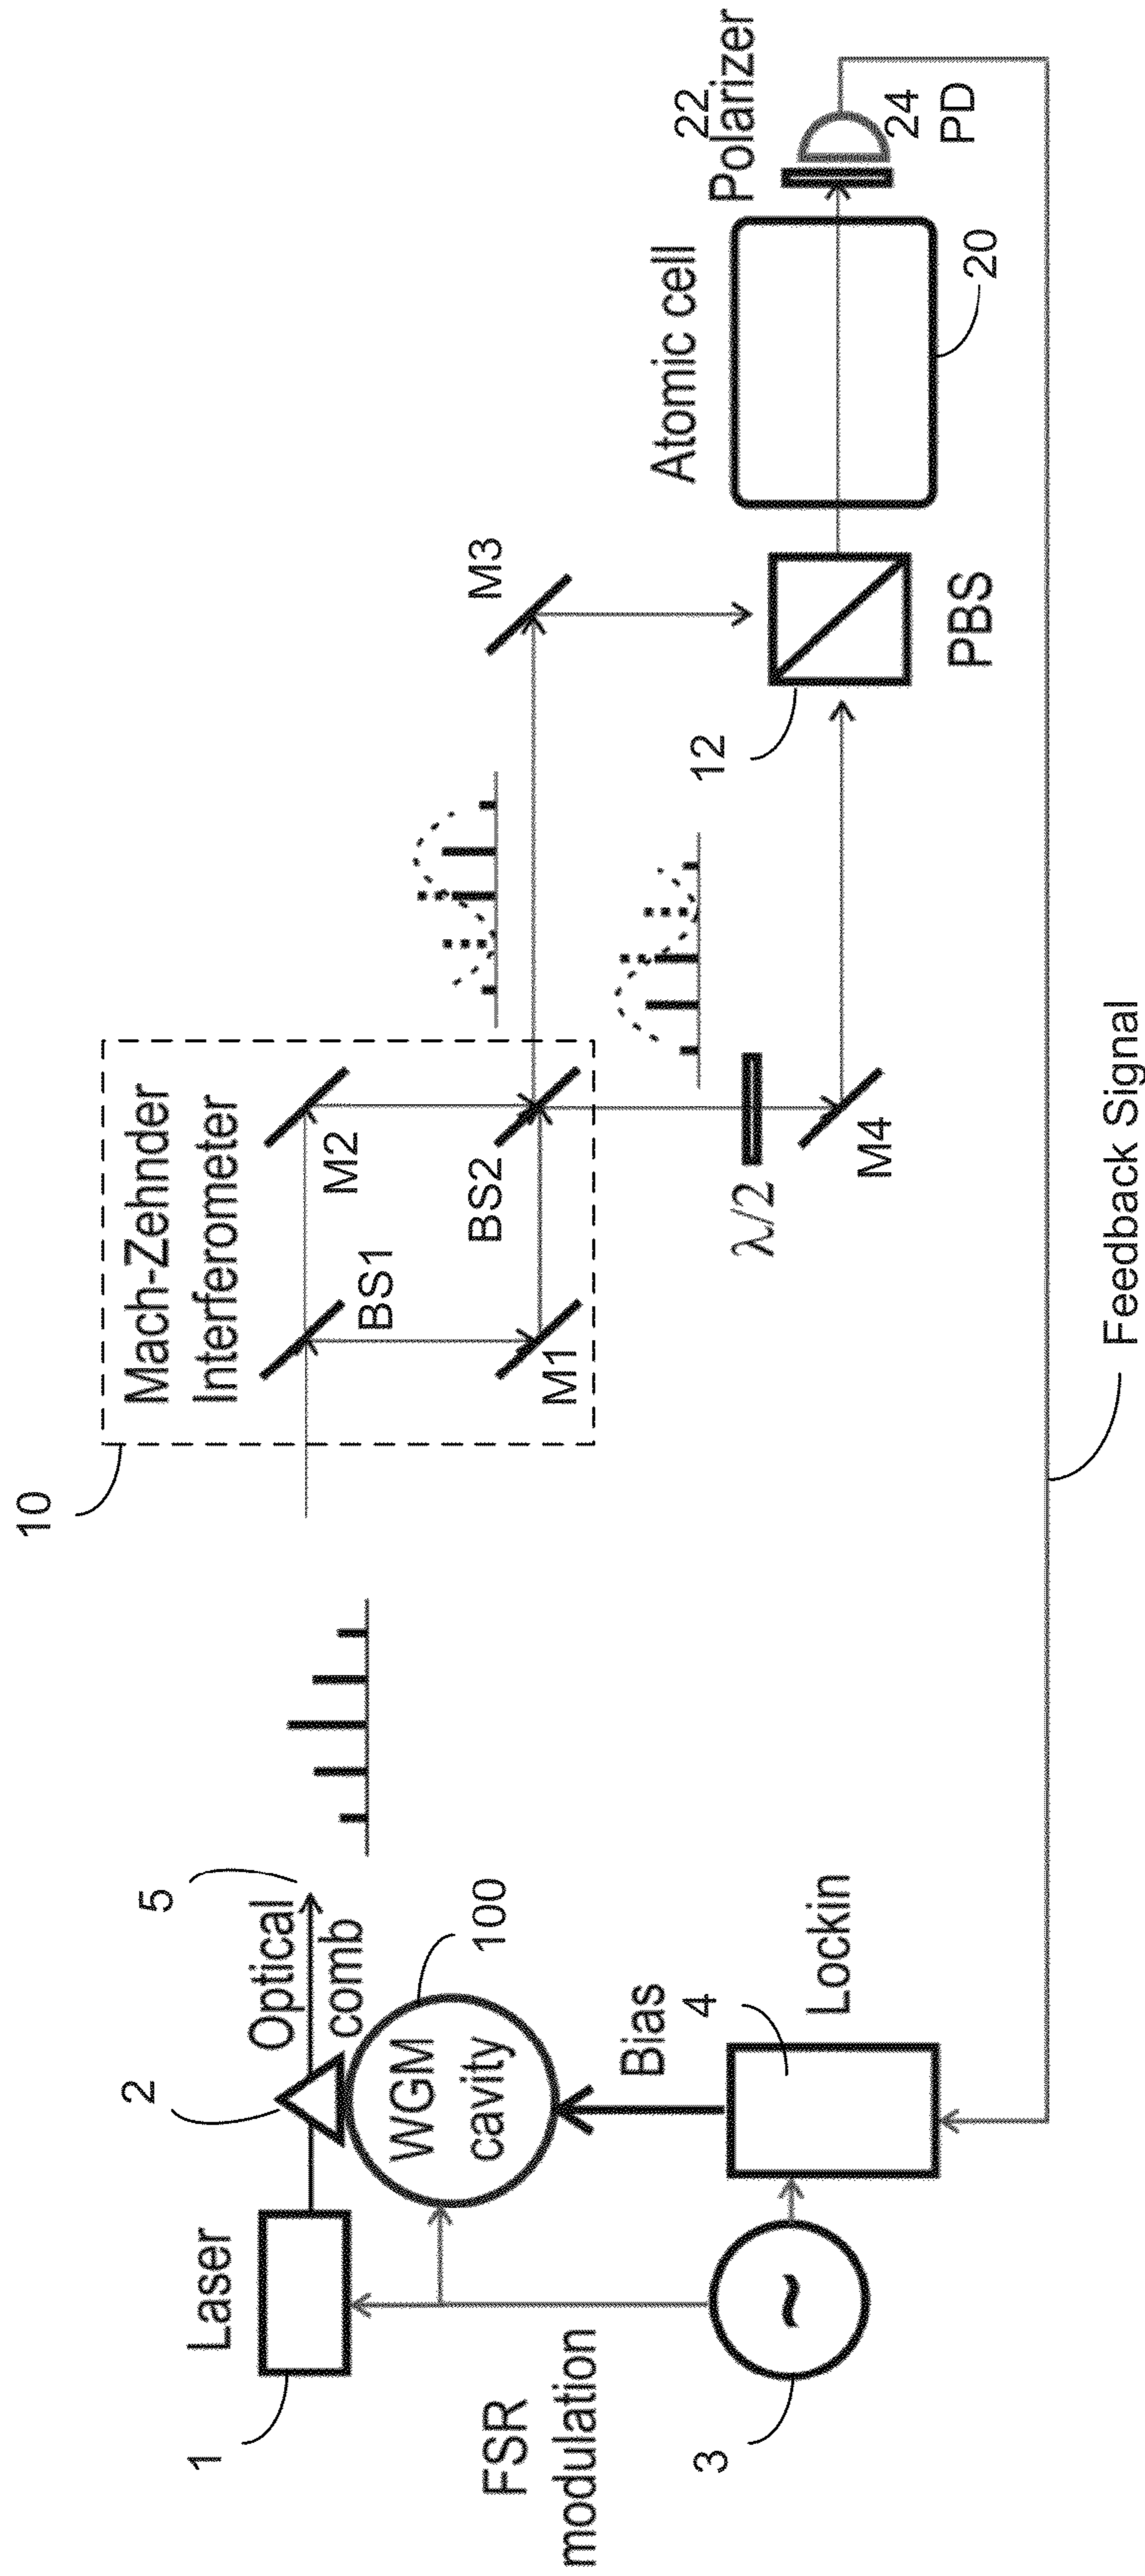 10
Mach-Zehnder
Interferometer
BS1
M2
M1
BS2
M3
λ/2
M4
12
PBS
Atomic cell
20
22
Polarizer
24
PD
1
Laser
2
Optical
comb
5
WGM
cavity
100
FSR
modulation
3
~
Bias
4
Lockin
Feedback Signal